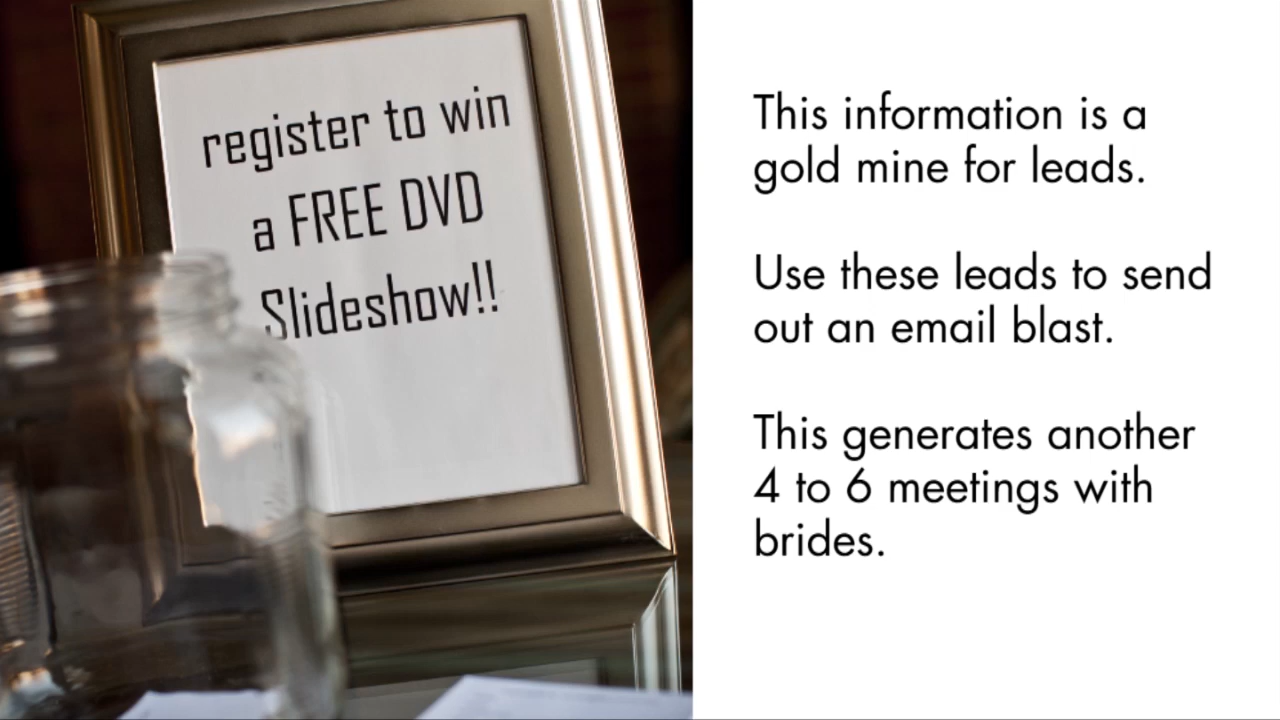 register to win
a FREE DVD
Slideshow!!
This information is a
gold mine for leads.
Use these leads to send
out an email blast.
This generates another
4 to 6 meetings with
brides.